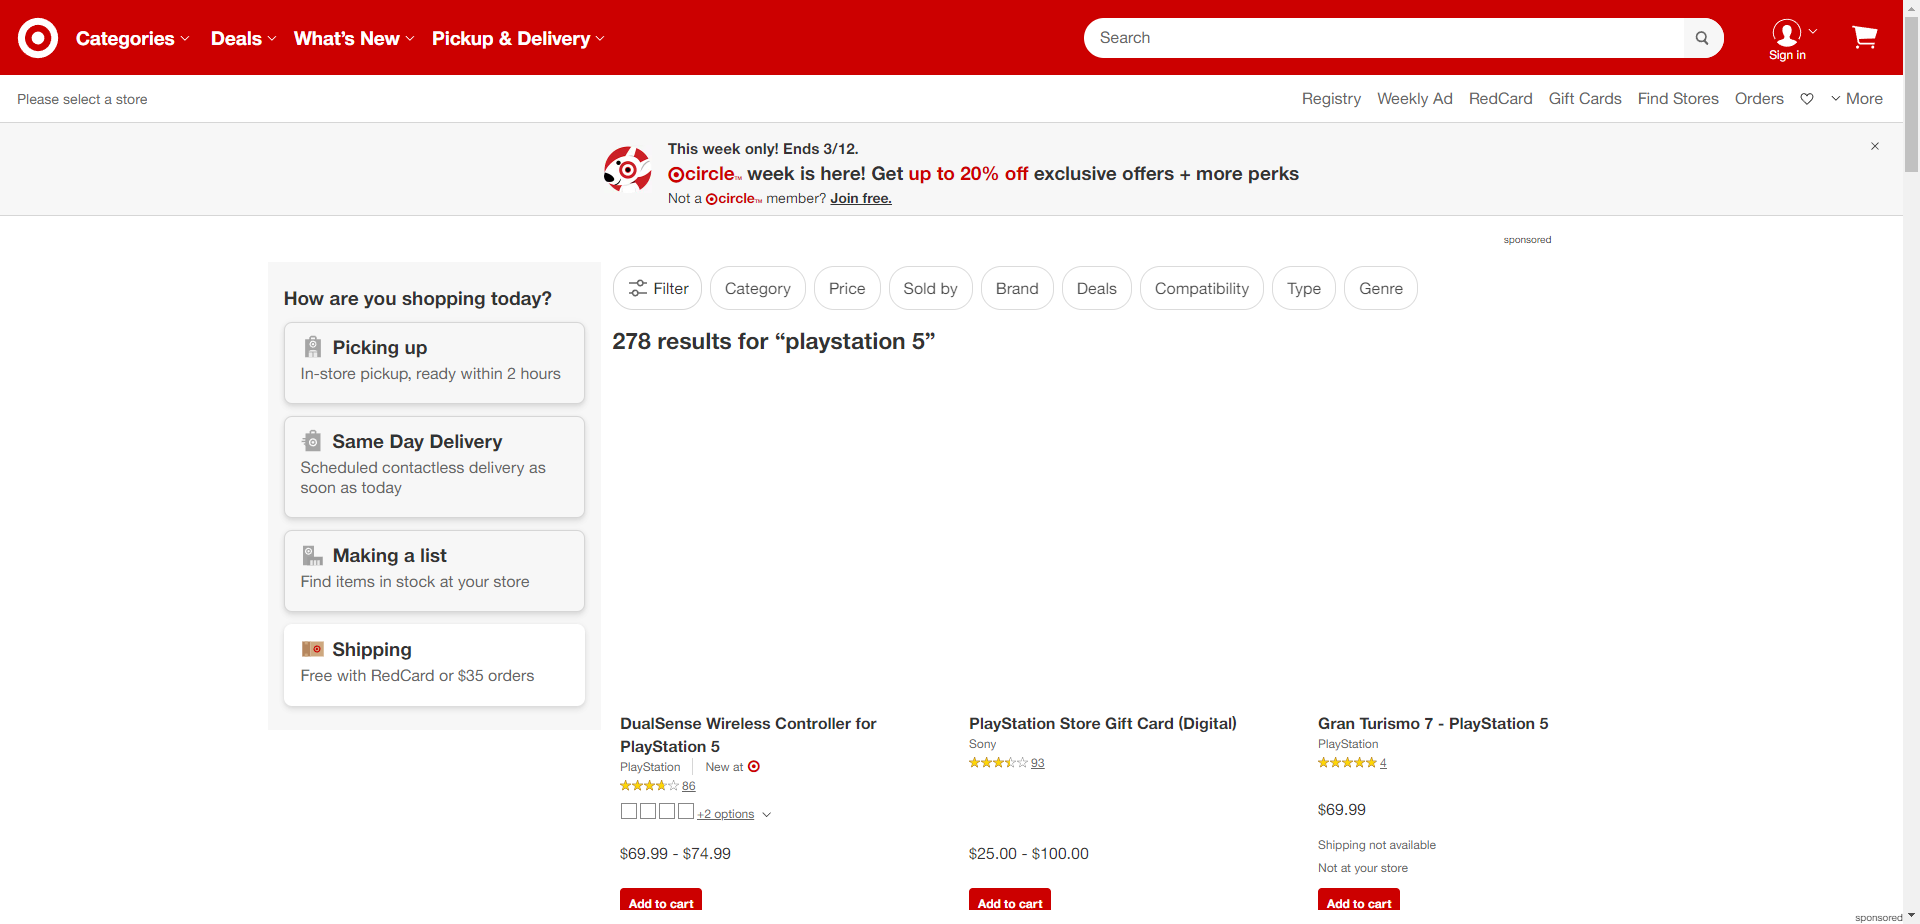 Categories Deals What's New Pickup & Delivery Search Sign in
Please select a store Registry Weekly Ad RedCard Gift Cards Find Stores Orders More
This week only! Ends 3/12.
circle™ week is here! Get up to 20% off exclusive offers + more perks
Not a circle™ member? Join free.
sponsored
How are you shopping today?
Picking up
In-store pickup, ready within 2 hours
Same Day Delivery
Scheduled contactless delivery as
soon as today
Making a list
Find items in stock at your store
Shipping
Free with RedCard or $35 orders
Filter Category Price Sold by Brand Deals Compatibility Type Genre
278 results for “playstation 5”
DualSense Wireless Controller for
PlayStation 5
PlayStation New at
86
+2 options
$69.99 - $74.99
Add to cart
PlayStation Store Gift Card (Digital)
Sony
93
$25.00 - $100.00
Add to cart
Gran Turismo 7 - PlayStation 5
PlayStation
4
$69.99
Shipping not available
Not at your store
Add to cart
sponsored